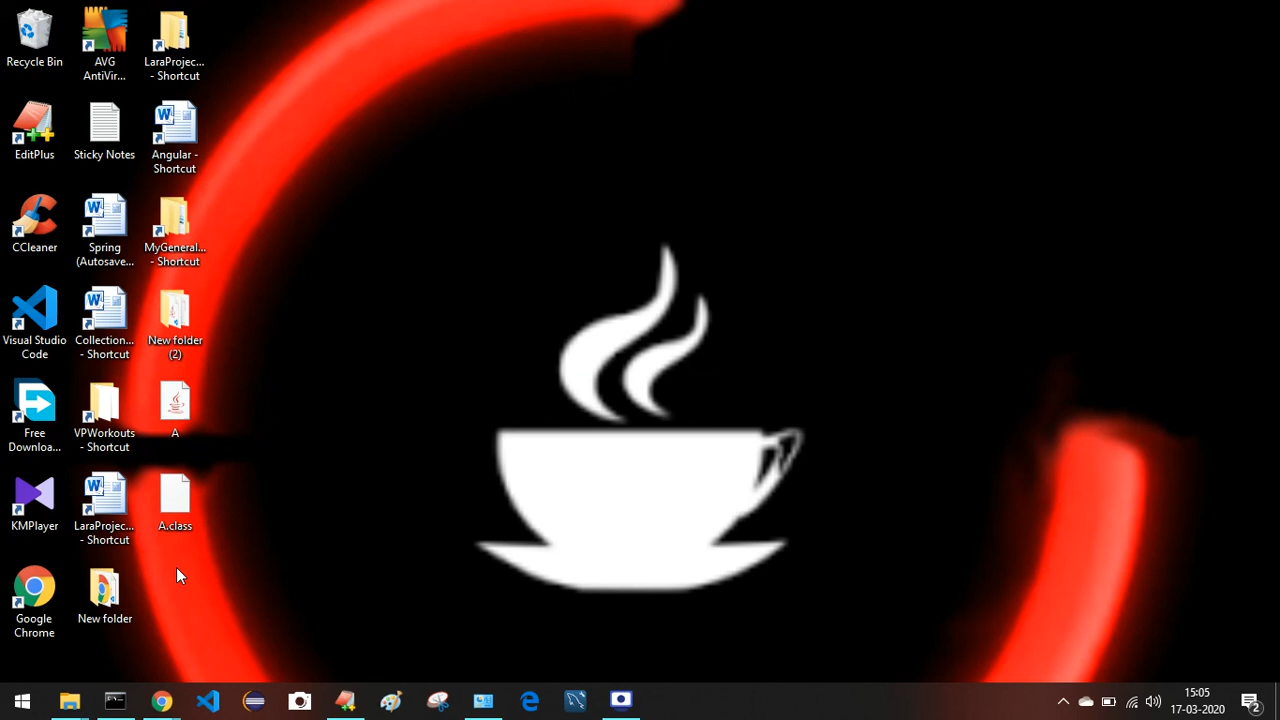 Recycle Bin
AVG
AntiVir...
LaraProjec...
- Shortcut
EditPlus
Sticky Notes
Angular -
Shortcut
CCleaner
Spring
(Autosave...
MyGeneral...
- Shortcut
Visual Studio
Code
Collection...
- Shortcut
New folder
(2)
Free
Downloa...
VPWorkouts
- Shortcut
A
KMPlayer
LaraProjec...
- Shortcut
A.class
Google
Chrome
New folder
15:05
17-03-2020
2